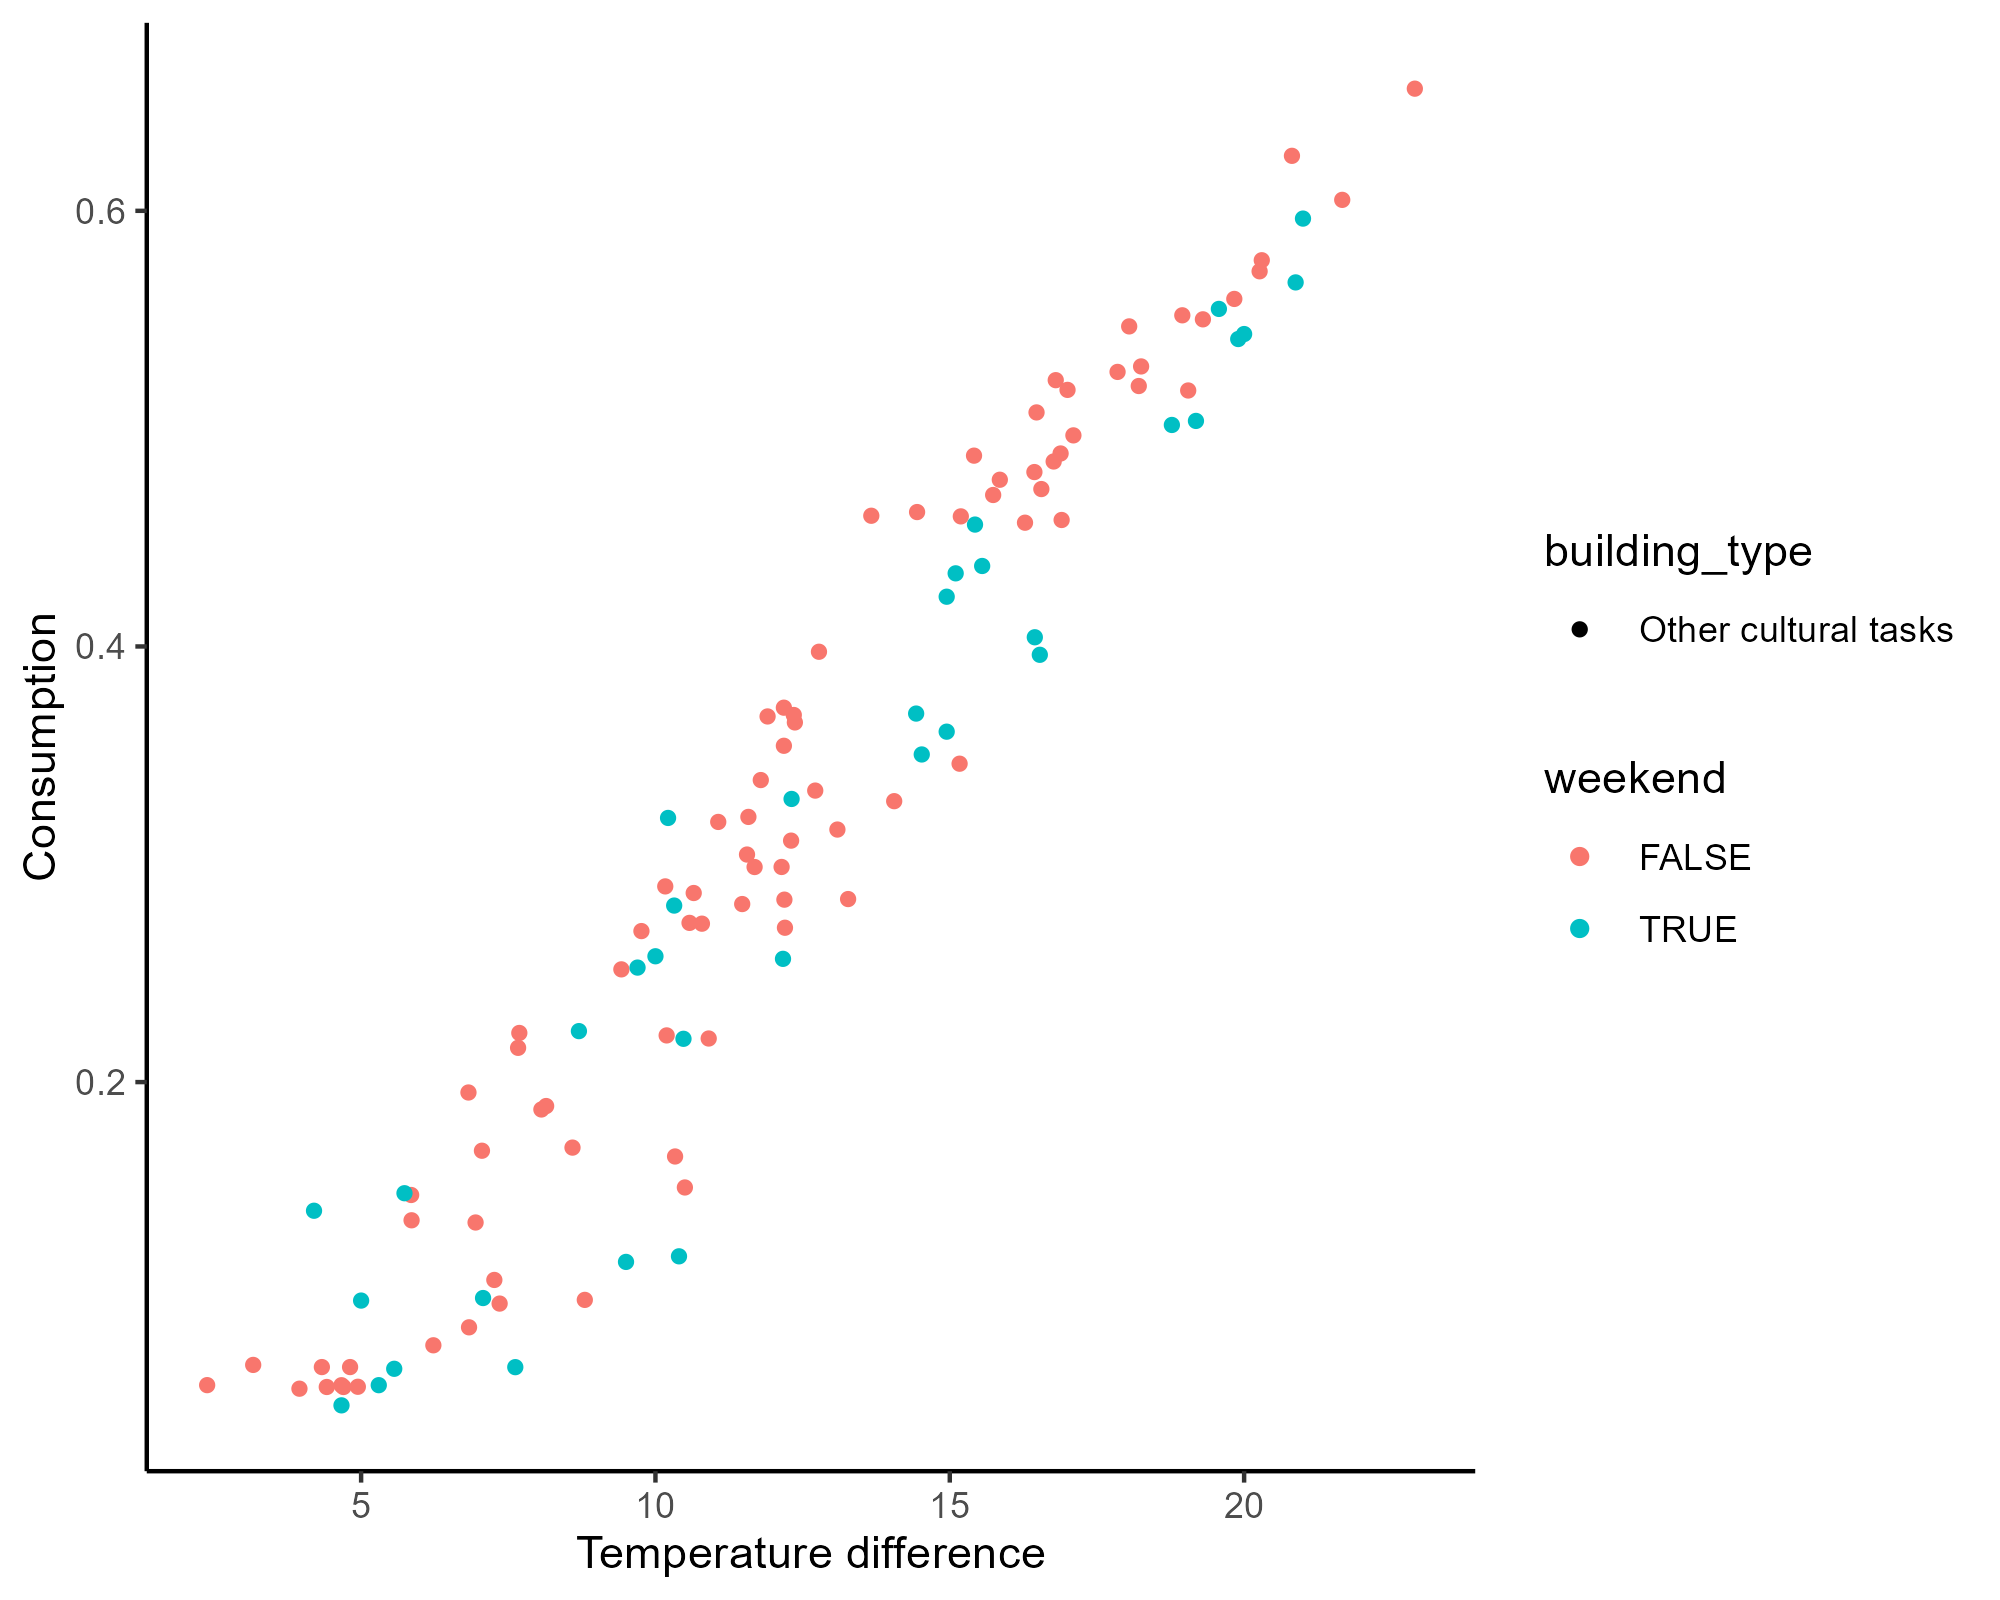 0.6
0.4
0.2
Consumption
5 10 15 20
Temperature difference
building_type
Other cultural tasks
weekend
FALSE
TRUE